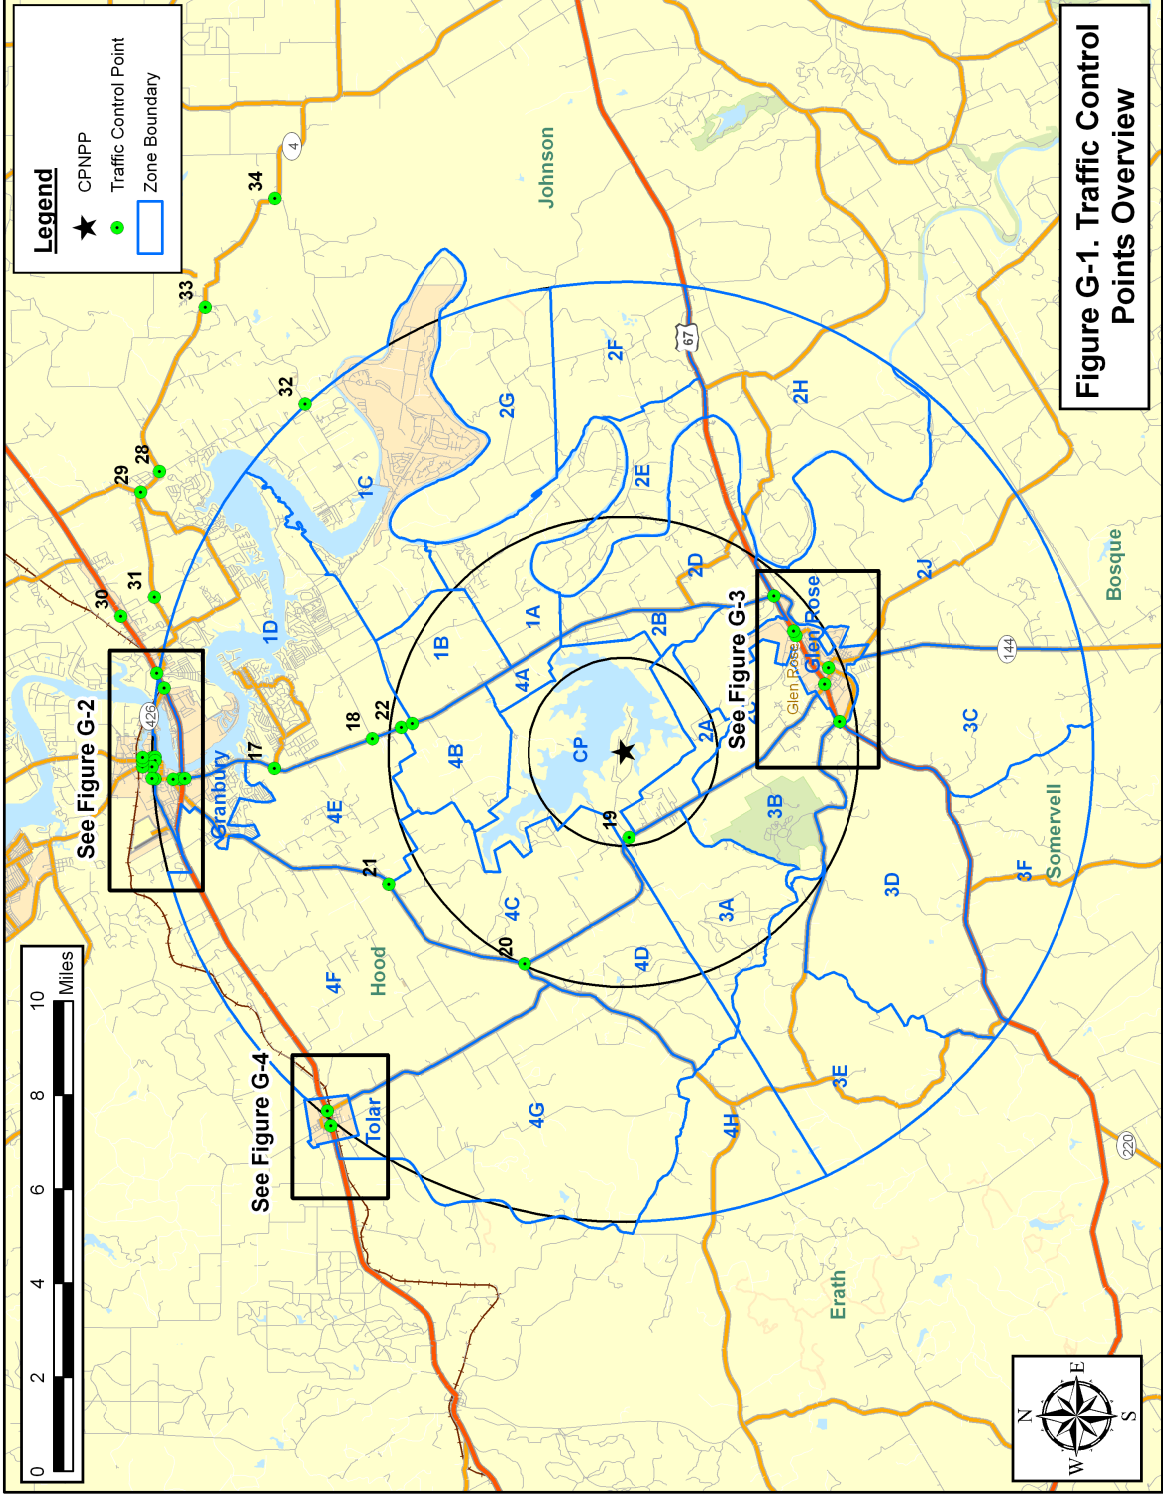 Legend
CPNPP
Traffic Control Point
Zone Boundary
0 2 4 6 8 10
Miles
See Figure G-2
See Figure G-4
See Figure G-3
Figure G-1. Traffic Control
Points Overview
34
33
32
29
28
31
30
18
22
17
21
20
19
4
67
144
220
426
Johnson
Bosque
Somervell
Erath
Hood
Granbury
Tolar
Glen Rose
Glen Rose
CP
1A
1B
1C
1D
2A
2B
2C
2D
2E
2F
2G
2H
2J
3A
3B
3C
3D
3E
3F
4A
4B
4C
4D
4E
4F
4G
4H
N
E
S
W